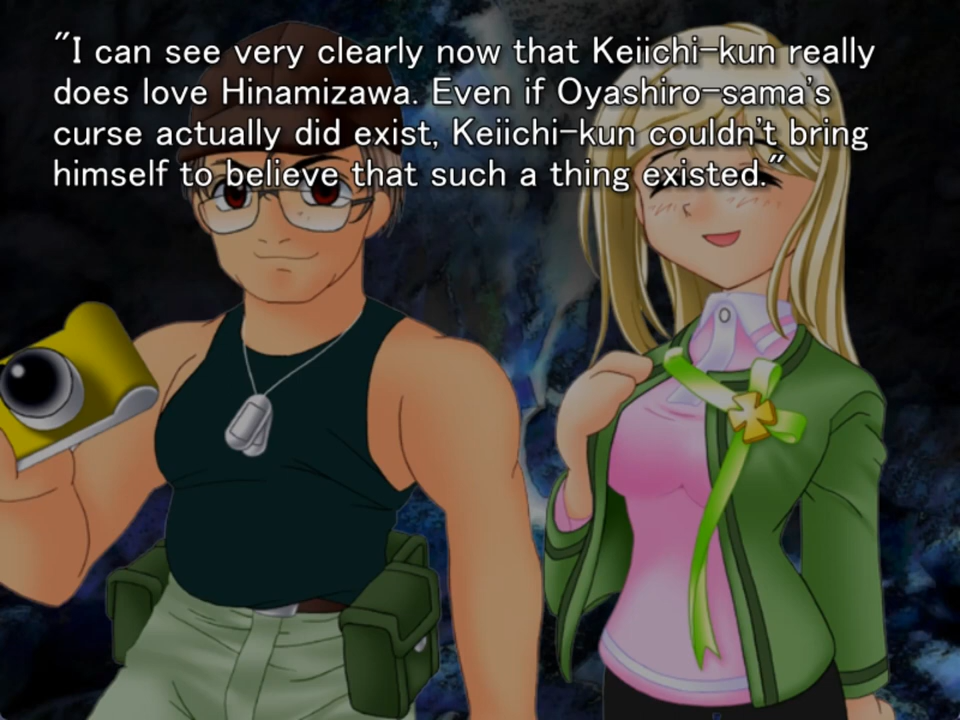 "I can see very clearly now that Keiichi-kun really
does love Hinamizawa. Even if Oyashiro-sama's
curse actually did exist, Keiichi-kun couldn't bring
himself to believe that such a thing existed."